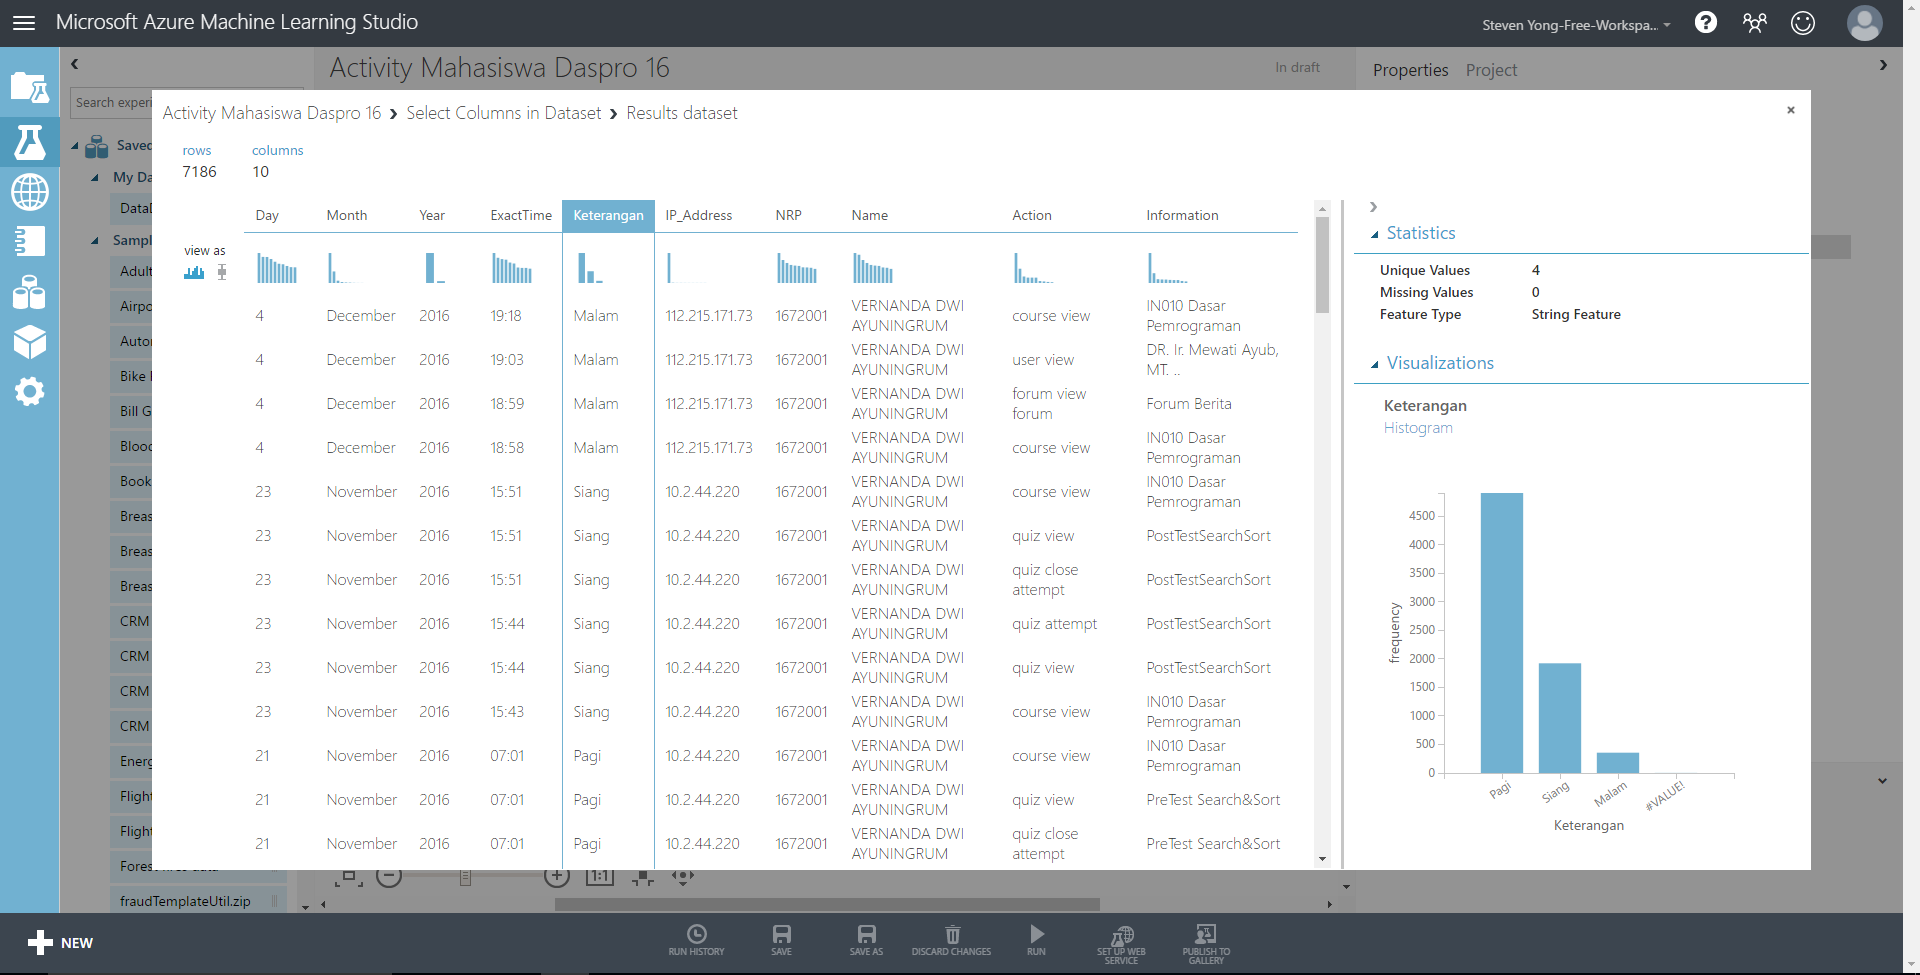 Microsoft Azure Machine Learning Studio
Steven Yong-Free-Workspa...
Activity Mahasiswa Daspro 16
In draft
Properties Project
Search experi
Saved
My Da
DataD
Sampl
Adult
Airpo
Autor
Bike
Bill G
Blood
Book
Breas
Breas
Breas
CRM
CRM
CRM
CRM
Energ
Flight
Flight
Forest fires data
fraudTemplateUtil.zip
Activity Mahasiswa Daspro 16 › Select Columns in Dataset › Results dataset
rows columns
7186 10
Day Month Year ExactTime Keterangan IP_Address NRP Name Action Information
view as
4 December 2016 19:18 Malam 112.215.171.73 1672001 VERNANDA DWI AYUNINGRUM course view IN010 Dasar Pemrograman
4 December 2016 19:03 Malam 112.215.171.73 1672001 VERNANDA DWI AYUNINGRUM user view DR. Ir. Mewati Ayub, MT. ..
4 December 2016 18:59 Malam 112.215.171.73 1672001 VERNANDA DWI AYUNINGRUM forum view forum Forum Berita
4 December 2016 18:58 Malam 112.215.171.73 1672001 VERNANDA DWI AYUNINGRUM course view IN010 Dasar Pemrograman
23 November 2016 15:51 Siang 10.2.44.220 1672001 VERNANDA DWI AYUNINGRUM course view IN010 Dasar Pemrograman
23 November 2016 15:51 Siang 10.2.44.220 1672001 VERNANDA DWI AYUNINGRUM quiz view PostTestSearchSort
23 November 2016 15:51 Siang 10.2.44.220 1672001 VERNANDA DWI AYUNINGRUM quiz close attempt PostTestSearchSort
23 November 2016 15:44 Siang 10.2.44.220 1672001 VERNANDA DWI AYUNINGRUM quiz attempt PostTestSearchSort
23 November 2016 15:44 Siang 10.2.44.220 1672001 VERNANDA DWI AYUNINGRUM quiz view PostTestSearchSort
23 November 2016 15:43 Siang 10.2.44.220 1672001 VERNANDA DWI AYUNINGRUM course view IN010 Dasar Pemrograman
21 November 2016 07:01 Pagi 10.2.44.220 1672001 VERNANDA DWI AYUNINGRUM course view IN010 Dasar Pemrograman
21 November 2016 07:01 Pagi 10.2.44.220 1672001 VERNANDA DWI AYUNINGRUM quiz view PreTest Search&Sort
21 November 2016 07:01 Pagi 10.2.44.220 1672001 VERNANDA DWI AYUNINGRUM quiz close attempt PreTest Search&Sort
Statistics
Unique Values 4
Missing Values 0
Feature Type String Feature
Visualizations
Keterangan
Histogram
4500
4000
3500
3000
2500
2000
1500
1000
500
0
frequency
Pagi Siang Malam #VALUE!
Keterangan
1:1
NEW
RUN HISTORY
SAVE
SAVE AS
DISCARD CHANGES
RUN
SET UP WEB SERVICE
PUBLISH TO GALLERY